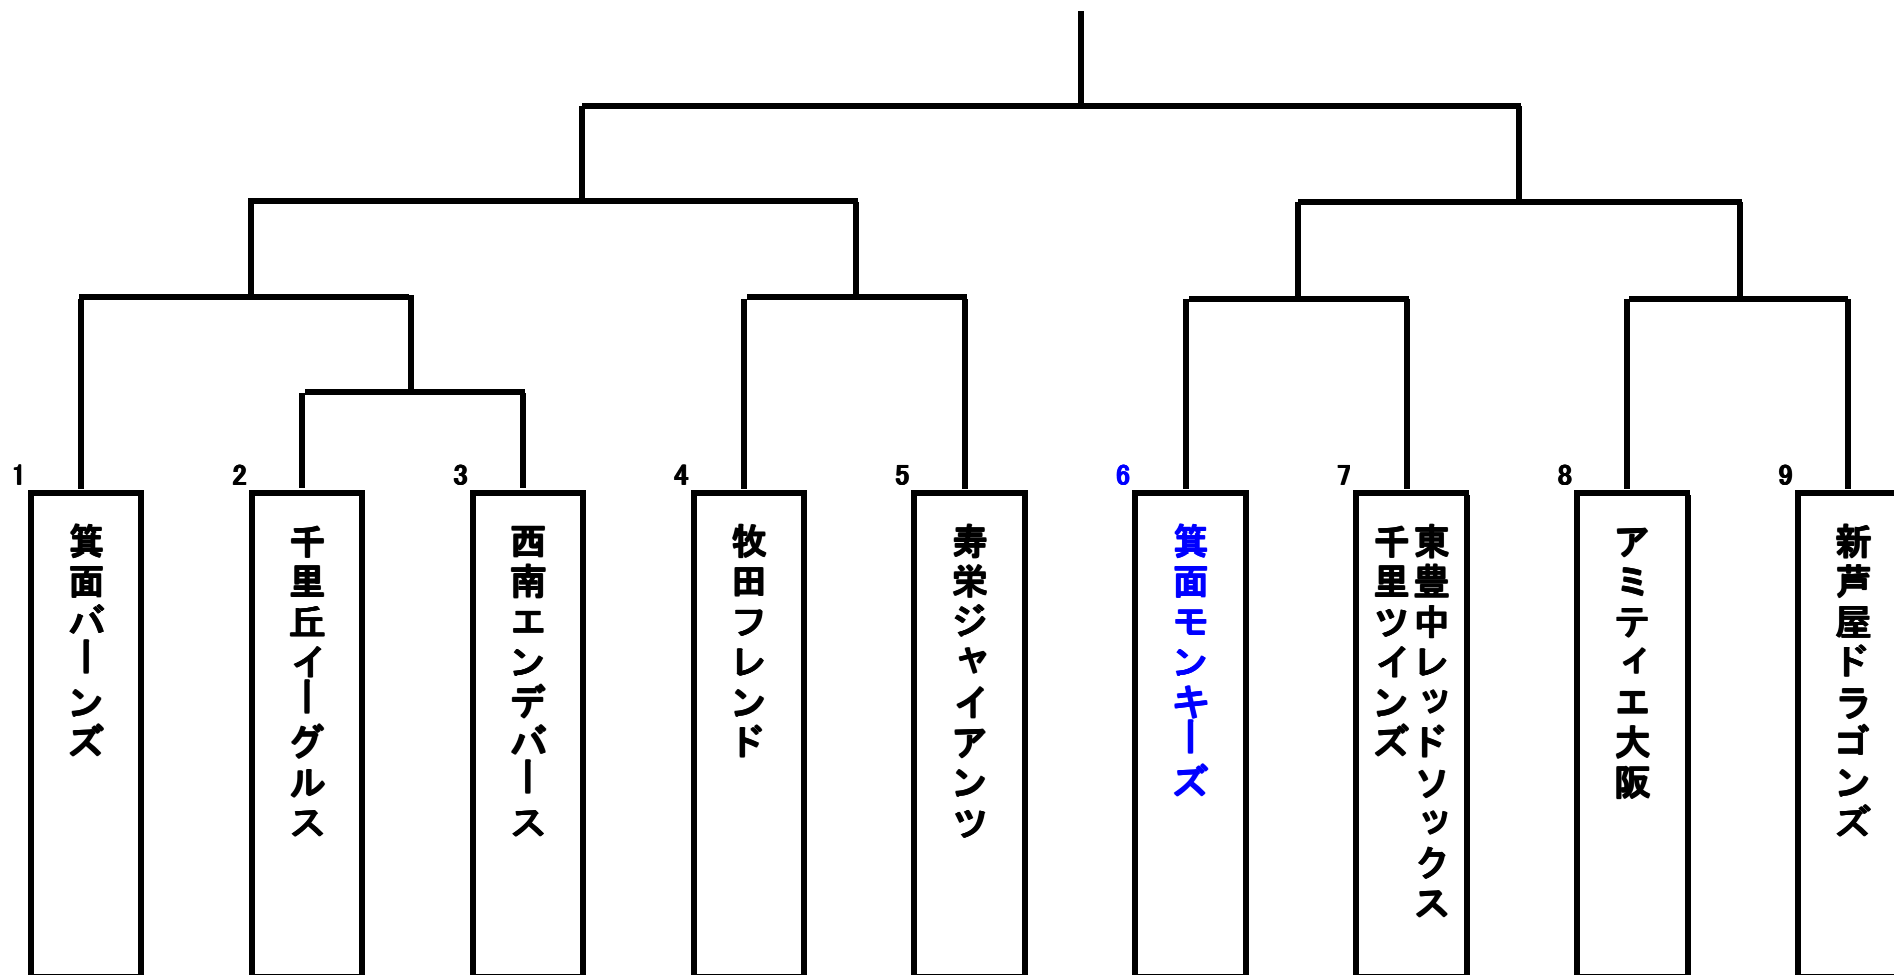 1
箕面バーンズ
2
千里丘イーグルス
3
西南エンデバース
4
牧田フレンド
5
寿栄ジャイアンツ
6
箕面モンキーズ
7
東豊中レッドソックス
千里ツインズ
8
アミティエ大阪
9
新芦屋ドラゴンズ